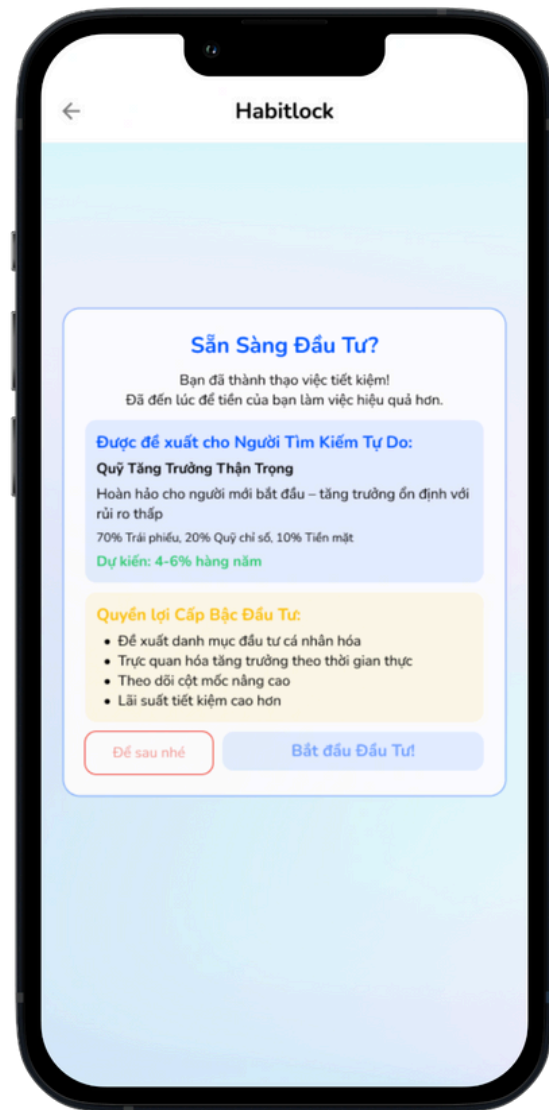 Habitlock
Sẵn Sàng Đầu Tư?
Bạn đã thành thạo việc tiết kiệm!
Đã đến lúc để tiền của bạn làm việc hiệu quả hơn.
Được đề xuất cho Người Tìm Kiếm Tự Do:
Quỹ Tăng Trưởng Thận Trọng
Hoàn hảo cho người mới bắt đầu – tăng trưởng ổn định với
rủi ro thấp
70% Trái phiếu, 20% Quỹ chỉ số, 10% Tiền mặt
Dự kiến: 4-6% hàng năm
Quyền lợi Cấp Bậc Đầu Tư:
• Đề xuất danh mục đầu tư cá nhân hóa
• Trực quan hóa tăng trưởng theo thời gian thực
• Theo dõi cột mốc nâng cao
• Lãi suất tiết kiệm cao hơn
Để sau nhé
Bắt đầu Đầu Tư!